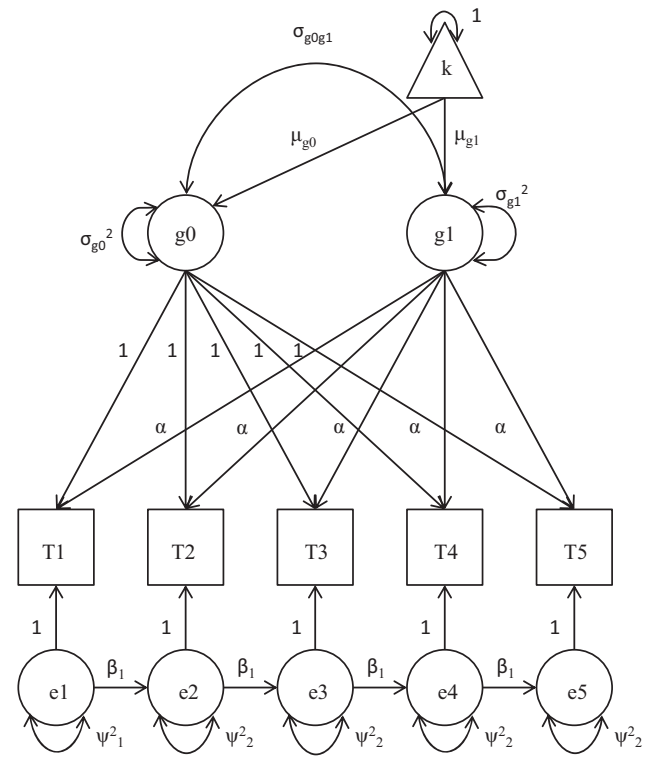 1
σg0g1
k
μg0
μg1
σg1²
σg0²
g0
g1
1 1 1 1 1
α α α α α
T1 T2 T3 T4 T5
1 1 1 1 1
β1 β1 β1 β1
e1 e2 e3 e4 e5
ψ²1 ψ²2 ψ²2 ψ²2 ψ²2